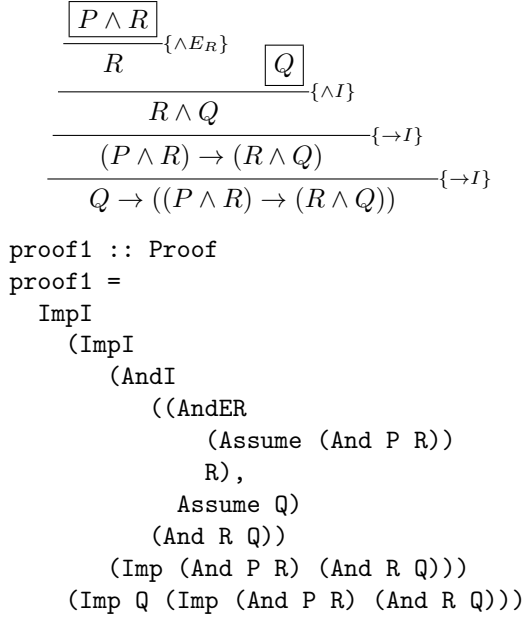 P ∧ R
{∧E_R}
R
Q
{∧I}
R ∧ Q
{→I}
(P ∧ R) → (R ∧ Q)
{→I}
Q → ((P ∧ R) → (R ∧ Q))
proof1 :: Proof
proof1 =
  ImpI
    (ImpI
       (AndI
          ((AndER
              (Assume (And P R))
              R),
            Assume Q)
          (And R Q))
       (Imp (And P R) (And R Q)))
    (Imp Q (Imp (And P R) (And R Q)))